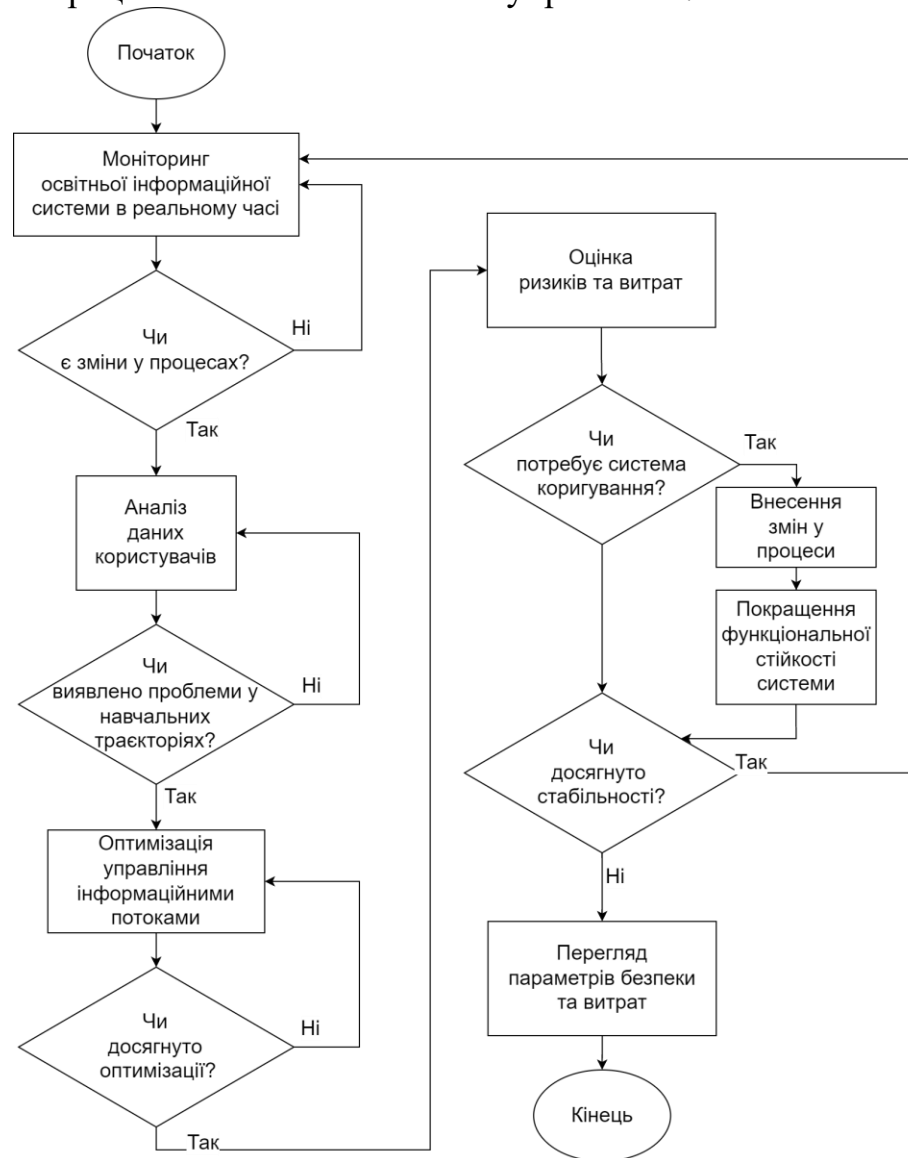 Початок
Моніторинг
освітньої інформаційної
системи в реальному часі
Чи
є зміни у процесах?
Ні
Так
Аналіз
даних
користувачів
Чи
виявлено проблеми у
навчальних
траєкторіях?
Ні
Так
Оптимізація
управління
інформаційними
потоками
Чи
досягнуто
оптимізації?
Ні
Так
Оцінка
ризиків та витрат
Чи
потребує система
коригування?
Так
Внесення
змін у
процеси
Покращення
функціональної
стійкості
системи
Чи
досягнуто
стабільності?
Так
Ні
Перегляд
параметрів безпеки
та витрат
Кінець